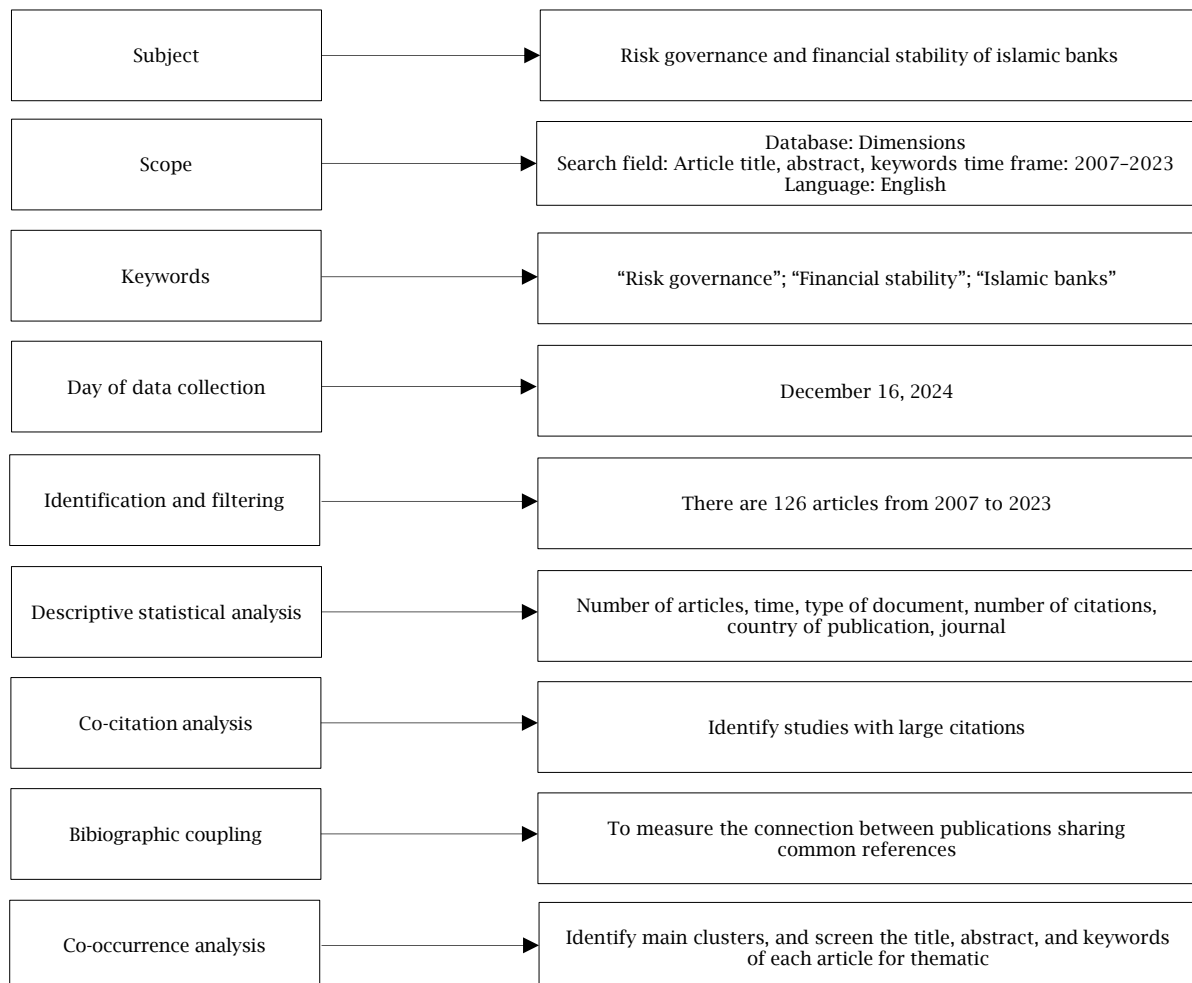 Subject
Risk governance and financial stability of islamic banks
Scope
Database: Dimensions
Search field: Article title, abstract, keywords time frame: 2007–2023
Language: English
Keywords
“Risk governance”; “Financial stability”; “Islamic banks”
Day of data collection
December 16, 2024
Identification and filtering
There are 126 articles from 2007 to 2023
Descriptive statistical analysis
Number of articles, time, type of document, number of citations,
country of publication, journal
Co-citation analysis
Identify studies with large citations
Bibiographic coupling
To measure the connection between publications sharing
common references
Co-occurrence analysis
Identify main clusters, and screen the title, abstract, and keywords
of each article for thematic